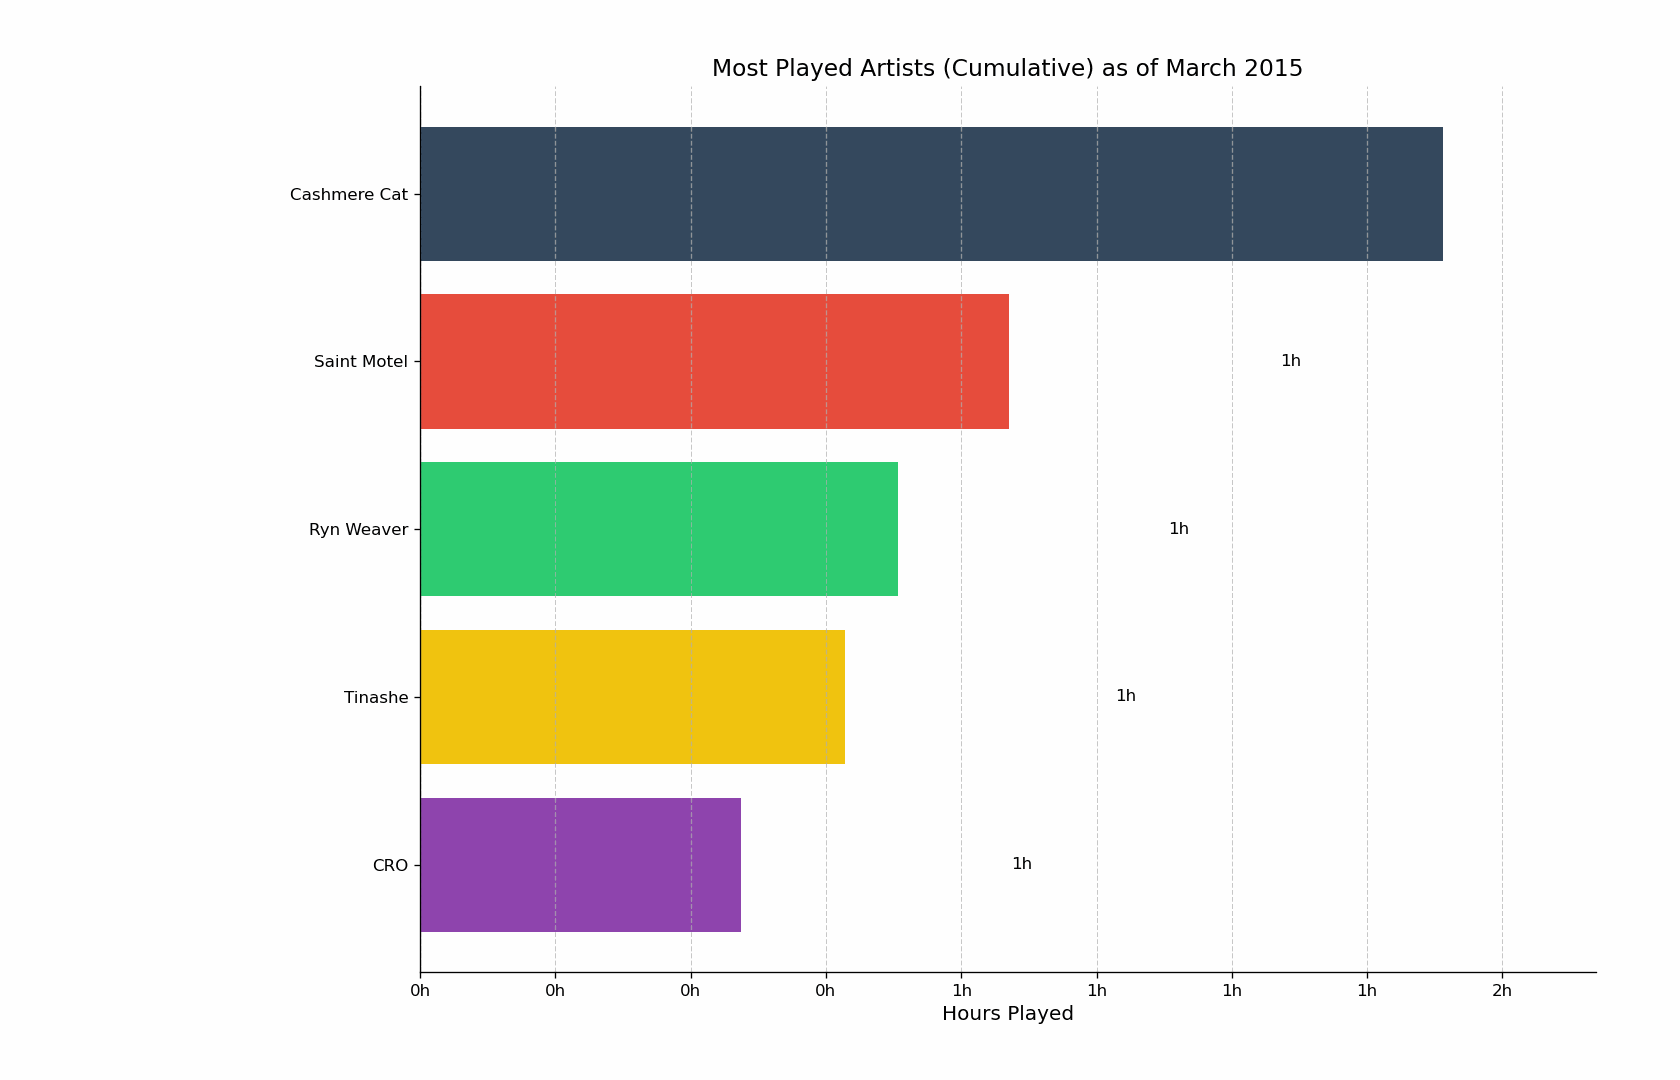 Most Played Artists (Cumulative) as of March 2015
Cashmere Cat
Saint Motel
1h
Ryn Weaver
1h
Tinashe
1h
CRO
1h
0h 0h 0h 0h 1h 1h 1h 1h 2h
Hours Played